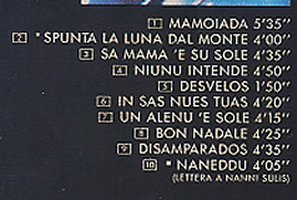 1 MAMOIADA 5'35"
2 * SPUNTA LA LUNA DAL MONTE 4'00"
3 SA MAMA 'E SU SOLE 4'35"
4 NIUNU INTENDE 4'50"
5 DESVELOS 1'50"
6 IN SAS NUES TUAS 4'20"
7 UN ALENU 'E SOLE 4'15"
8 BON NADALE 4'25"
9 DISAMPARADOS 4'35"
10 * NANEDDU 4'05"
(LETTERA A NANNI SULIS)